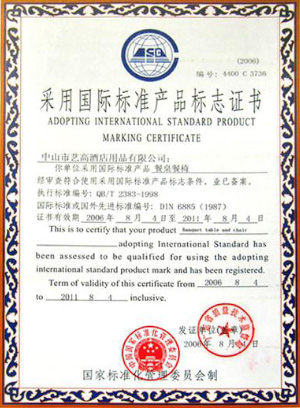 (2006)
编号: 4400 C 3736
采用国际标准产品标志证书
ADOPTING INTERNATIONAL STANDARD PRODUCT
MARKING CERTIFICATE
中山市艺高酒店用品有限公司:
你单位采用国际标准产品 餐桌餐椅
经审查符合使用采用国际标准产品标志条件, 业已备案。
执行标准编号: QB/T 2383-1998
国际标准或国外先进标准编号: DIN 6885 (1987)
证书有效期 2006 年 8 月 4 日至 2011 年 8 月 4 日
This is to certify that your product Banquet table and chair
adopting International Standard has
been assessed to be qualified for using the adopting
international standard product mark and has been registered.
Term of validity of this certificate from 2006 8 4
to 2011 8 4 inclusive.
发证单位(章)
2006 年 8 月
国家标准化管理委员会制